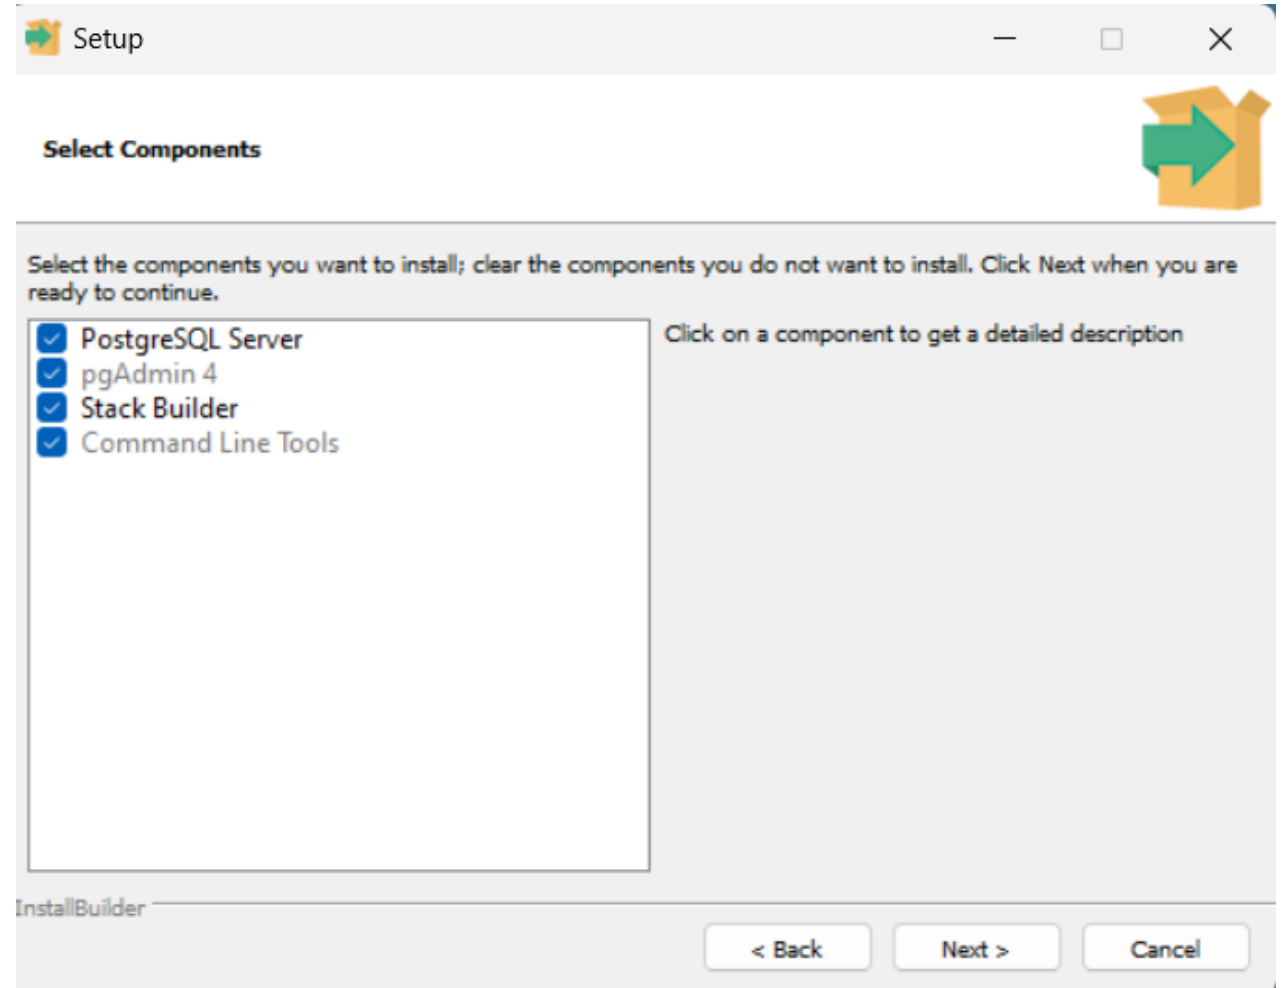 Setup
Select Components
Select the components you want to install; clear the components you do not want to install. Click Next when you are
ready to continue.
PostgreSQL Server
Click on a component to get a detailed description
pgAdmin 4
Stack Builder
Command Line Tools
InstallBuilder
< Back
Next >
Cancel